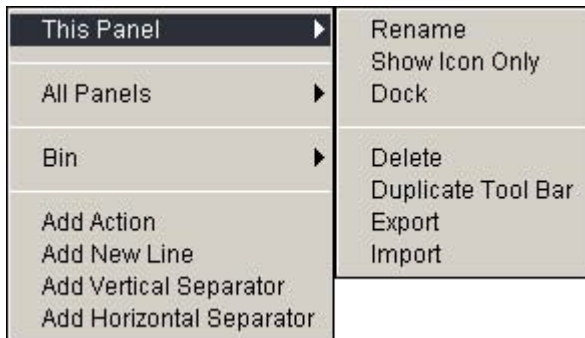 This Panel
All Panels
Bin
Add Action
Add New Line
Add Vertical Separator
Add Horizontal Separator
Rename
Show Icon Only
Dock
Delete
Duplicate Tool Bar
Export
Import